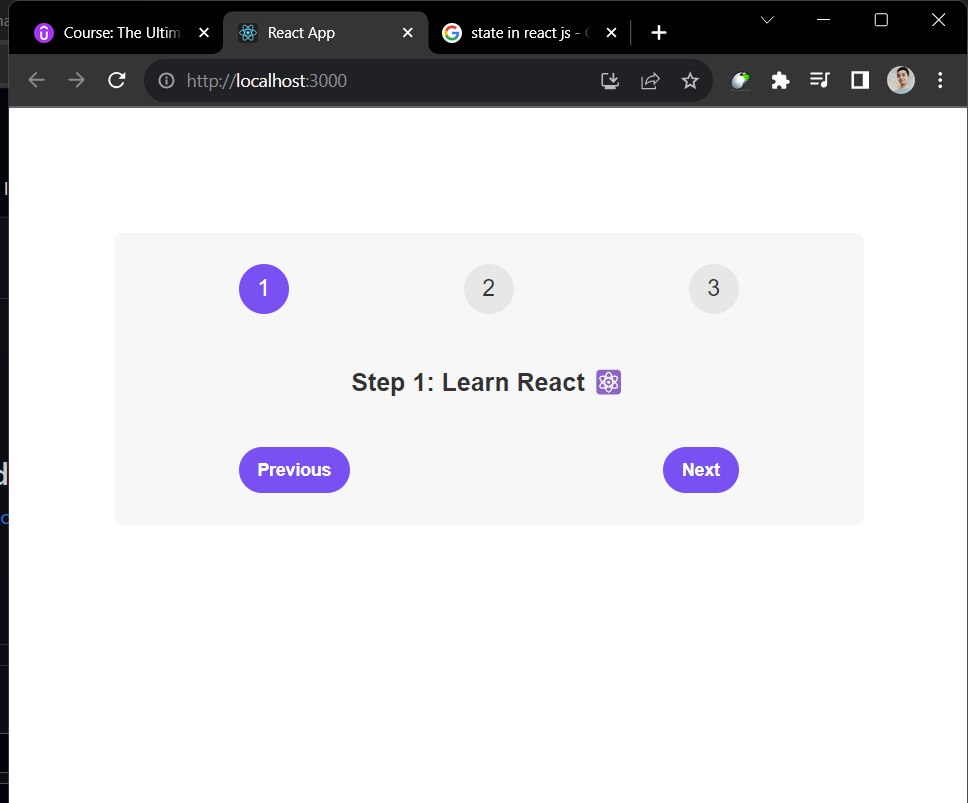 Course: The Ultim
React App
state in react js -
http://localhost:3000
1
2
3
Step 1: Learn React ⚛️
Previous
Next